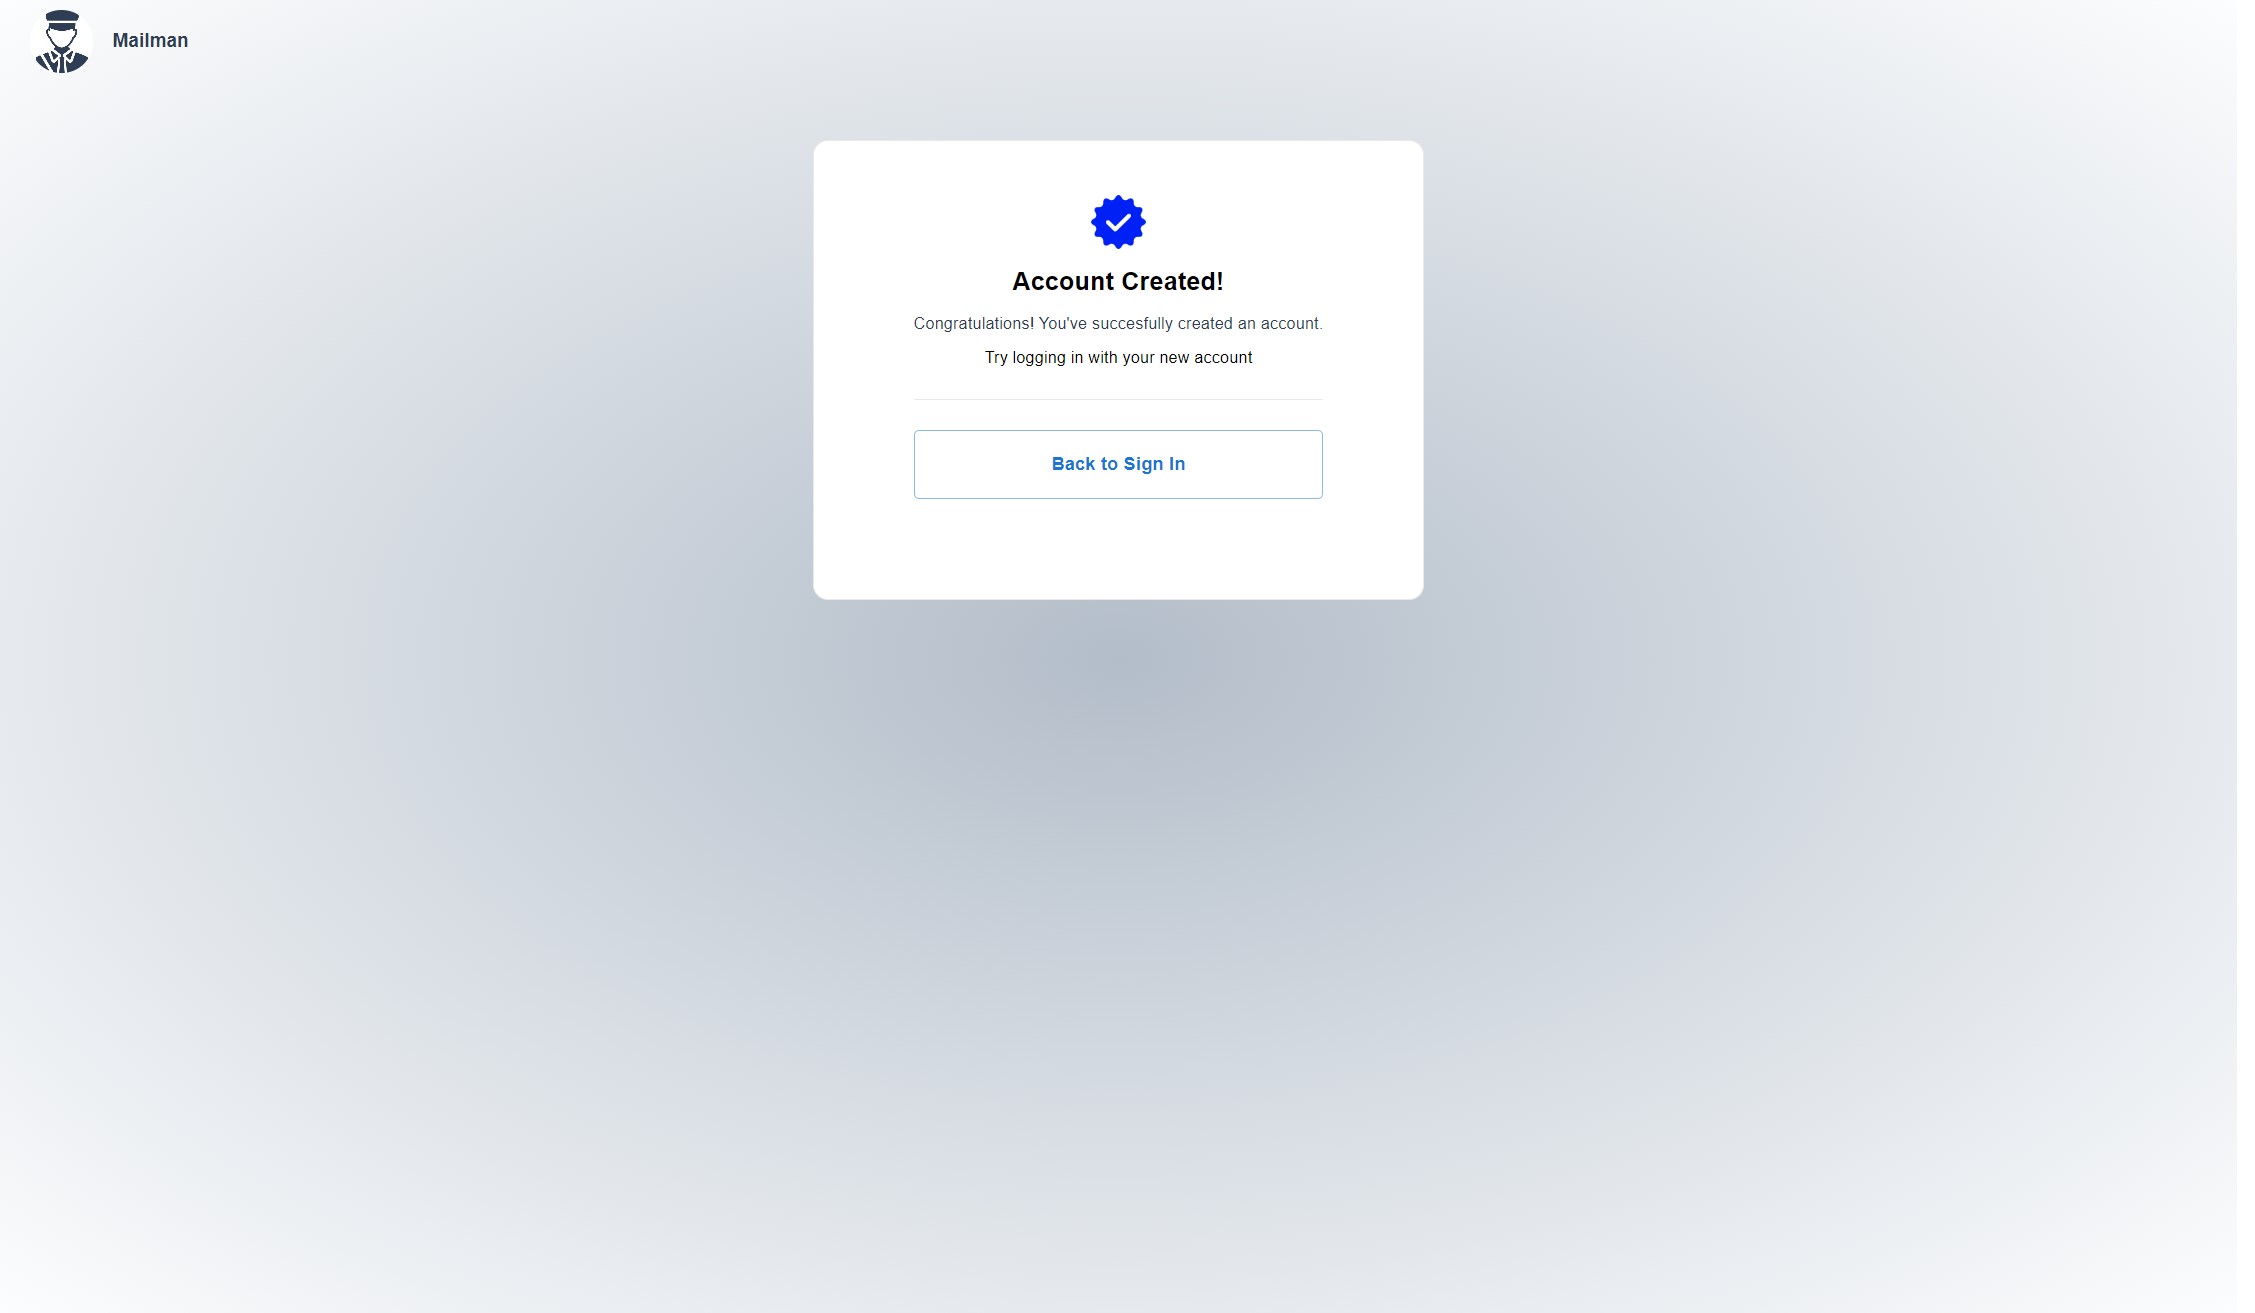 Mailman
Account Created!
Congratulations! You've succesfully created an account.
Try logging in with your new account
Back to Sign In